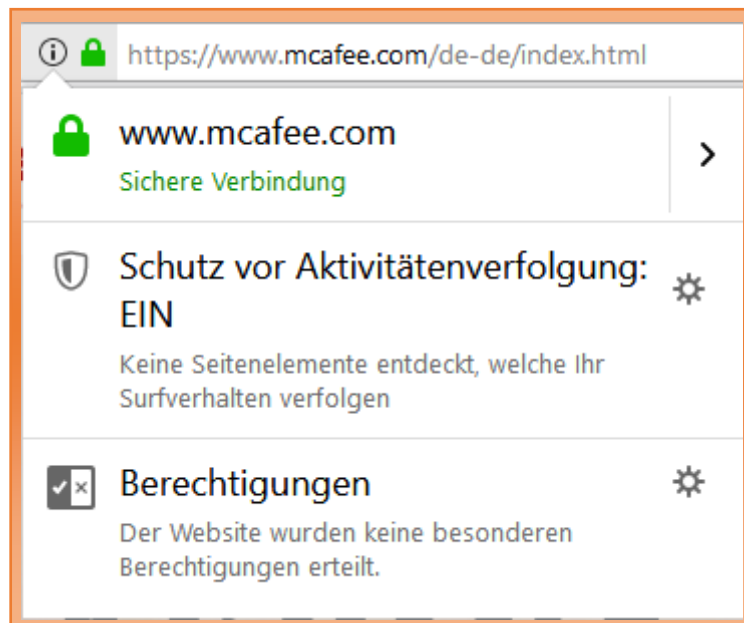 https://www.mcafee.com/de-de/index.html
www.mcafee.com
Sichere Verbindung
Schutz vor Aktivitätenverfolgung:
EIN
Keine Seitenelemente entdeckt, welche Ihr
Surfverhalten verfolgen
Berechtigungen
Der Website wurden keine besonderen
Berechtigungen erteilt.